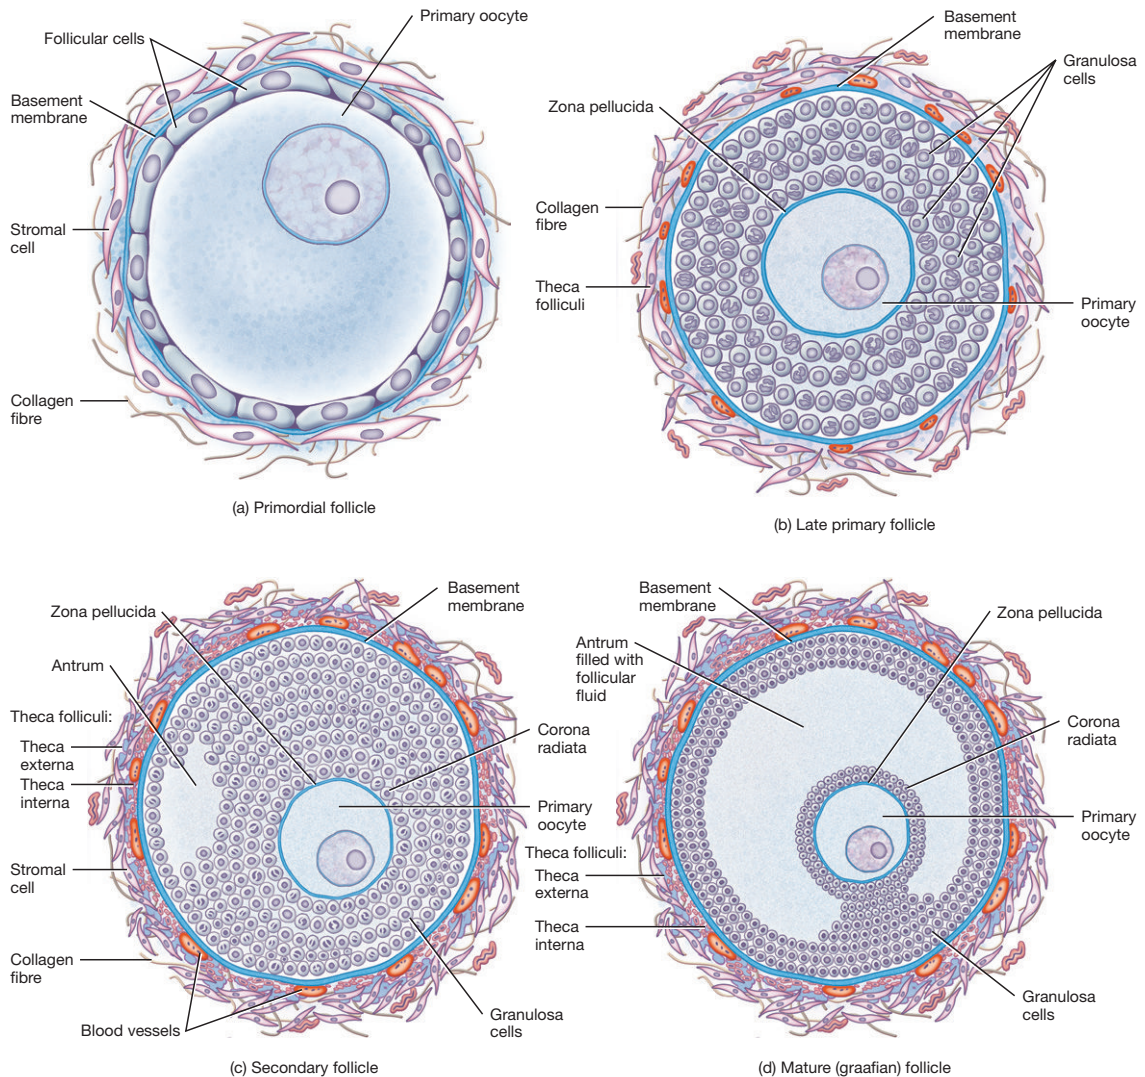 Primary oocyte
Follicular cells
Basement
membrane
Stromal
cell
Collagen
fibre
(a) Primordial follicle
Basement
membrane
Granulosa
cells
Zona pellucida
Collagen
fibre
Theca
folliculi
Primary
oocyte
(b) Late primary follicle
Zona pellucida
Basement
membrane
Antrum
Theca folliculi:
Theca
externa
Theca
interna
Corona
radiata
Primary
oocyte
Stromal
cell
Collagen
fibre
Blood vessels
Granulosa
cells
(c) Secondary follicle
Basement
membrane
Zona pellucida
Antrum
filled with
follicular
fluid
Corona
radiata
Primary
oocyte
Theca folliculi:
Theca
externa
Theca
interna
Granulosa
cells
(d) Mature (graafian) follicle